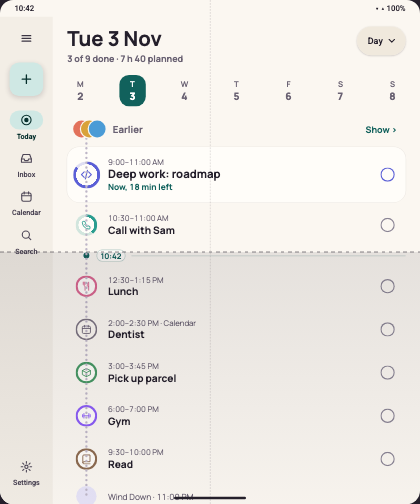 10:42
100%
Tue 3 Nov
3 of 9 done · 7 h 40 planned
Day
M T W T F S S
2 3 4 5 6 7 8
Today
Inbox
Calendar
Search
Settings
Earlier
Show ›
9:00–11:00 AM
Deep work: roadmap
Now, 18 min left
10:30–11:00 AM
Call with Sam
10:42
12:30–1:15 PM
Lunch
2:00–2:30 PM · Calendar
Dentist
3:00–3:45 PM
Pick up parcel
6:00–7:00 PM
Gym
9:30–10:00 PM
Read
Wind Down · 11:00 PM